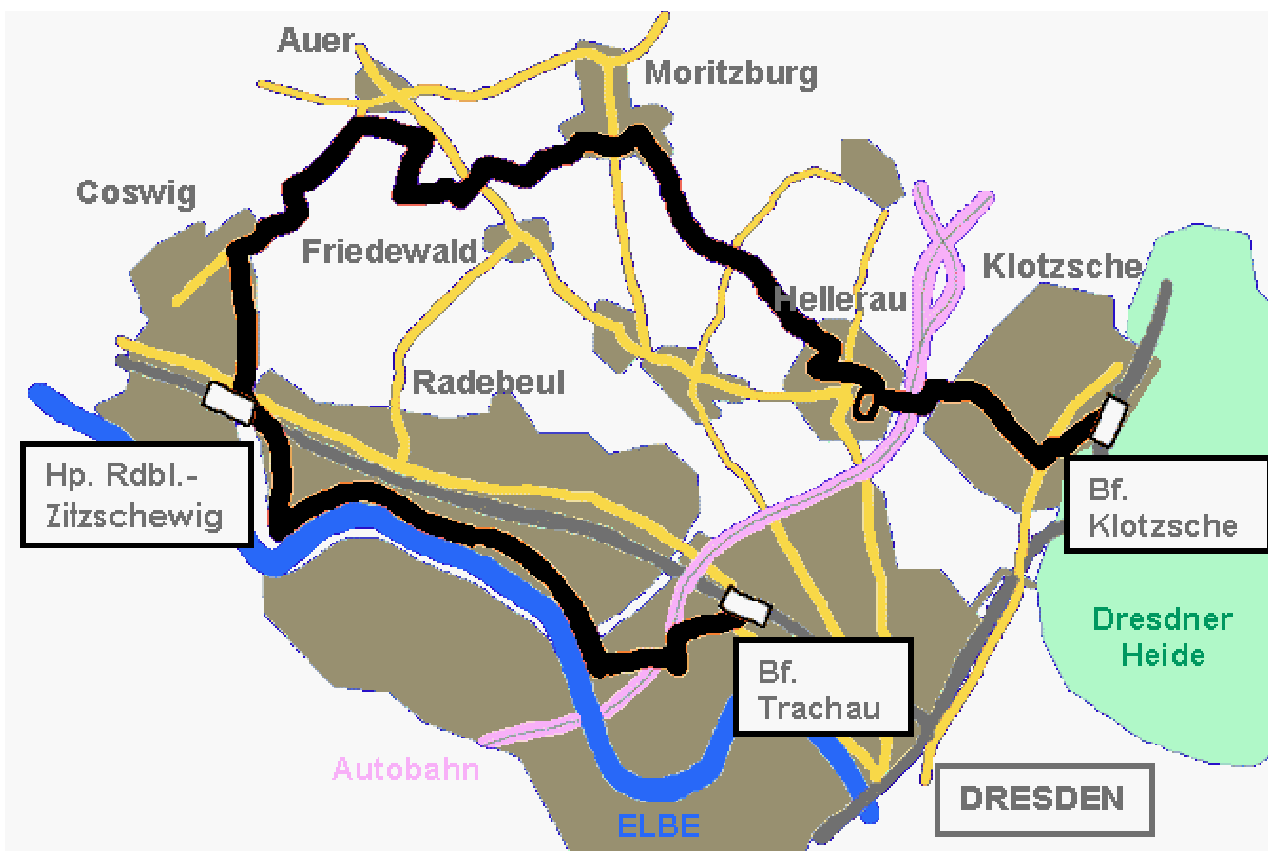 Auer
Moritzburg
Coswig
Friedewald
Klotzsche
Hellerau
Radebeul
Hp. Rdbl.-
Zitzschewig
Bf.
Klotzsche
Dresdner
Heide
Bf.
Trachau
Autobahn
DRESDEN
ELBE